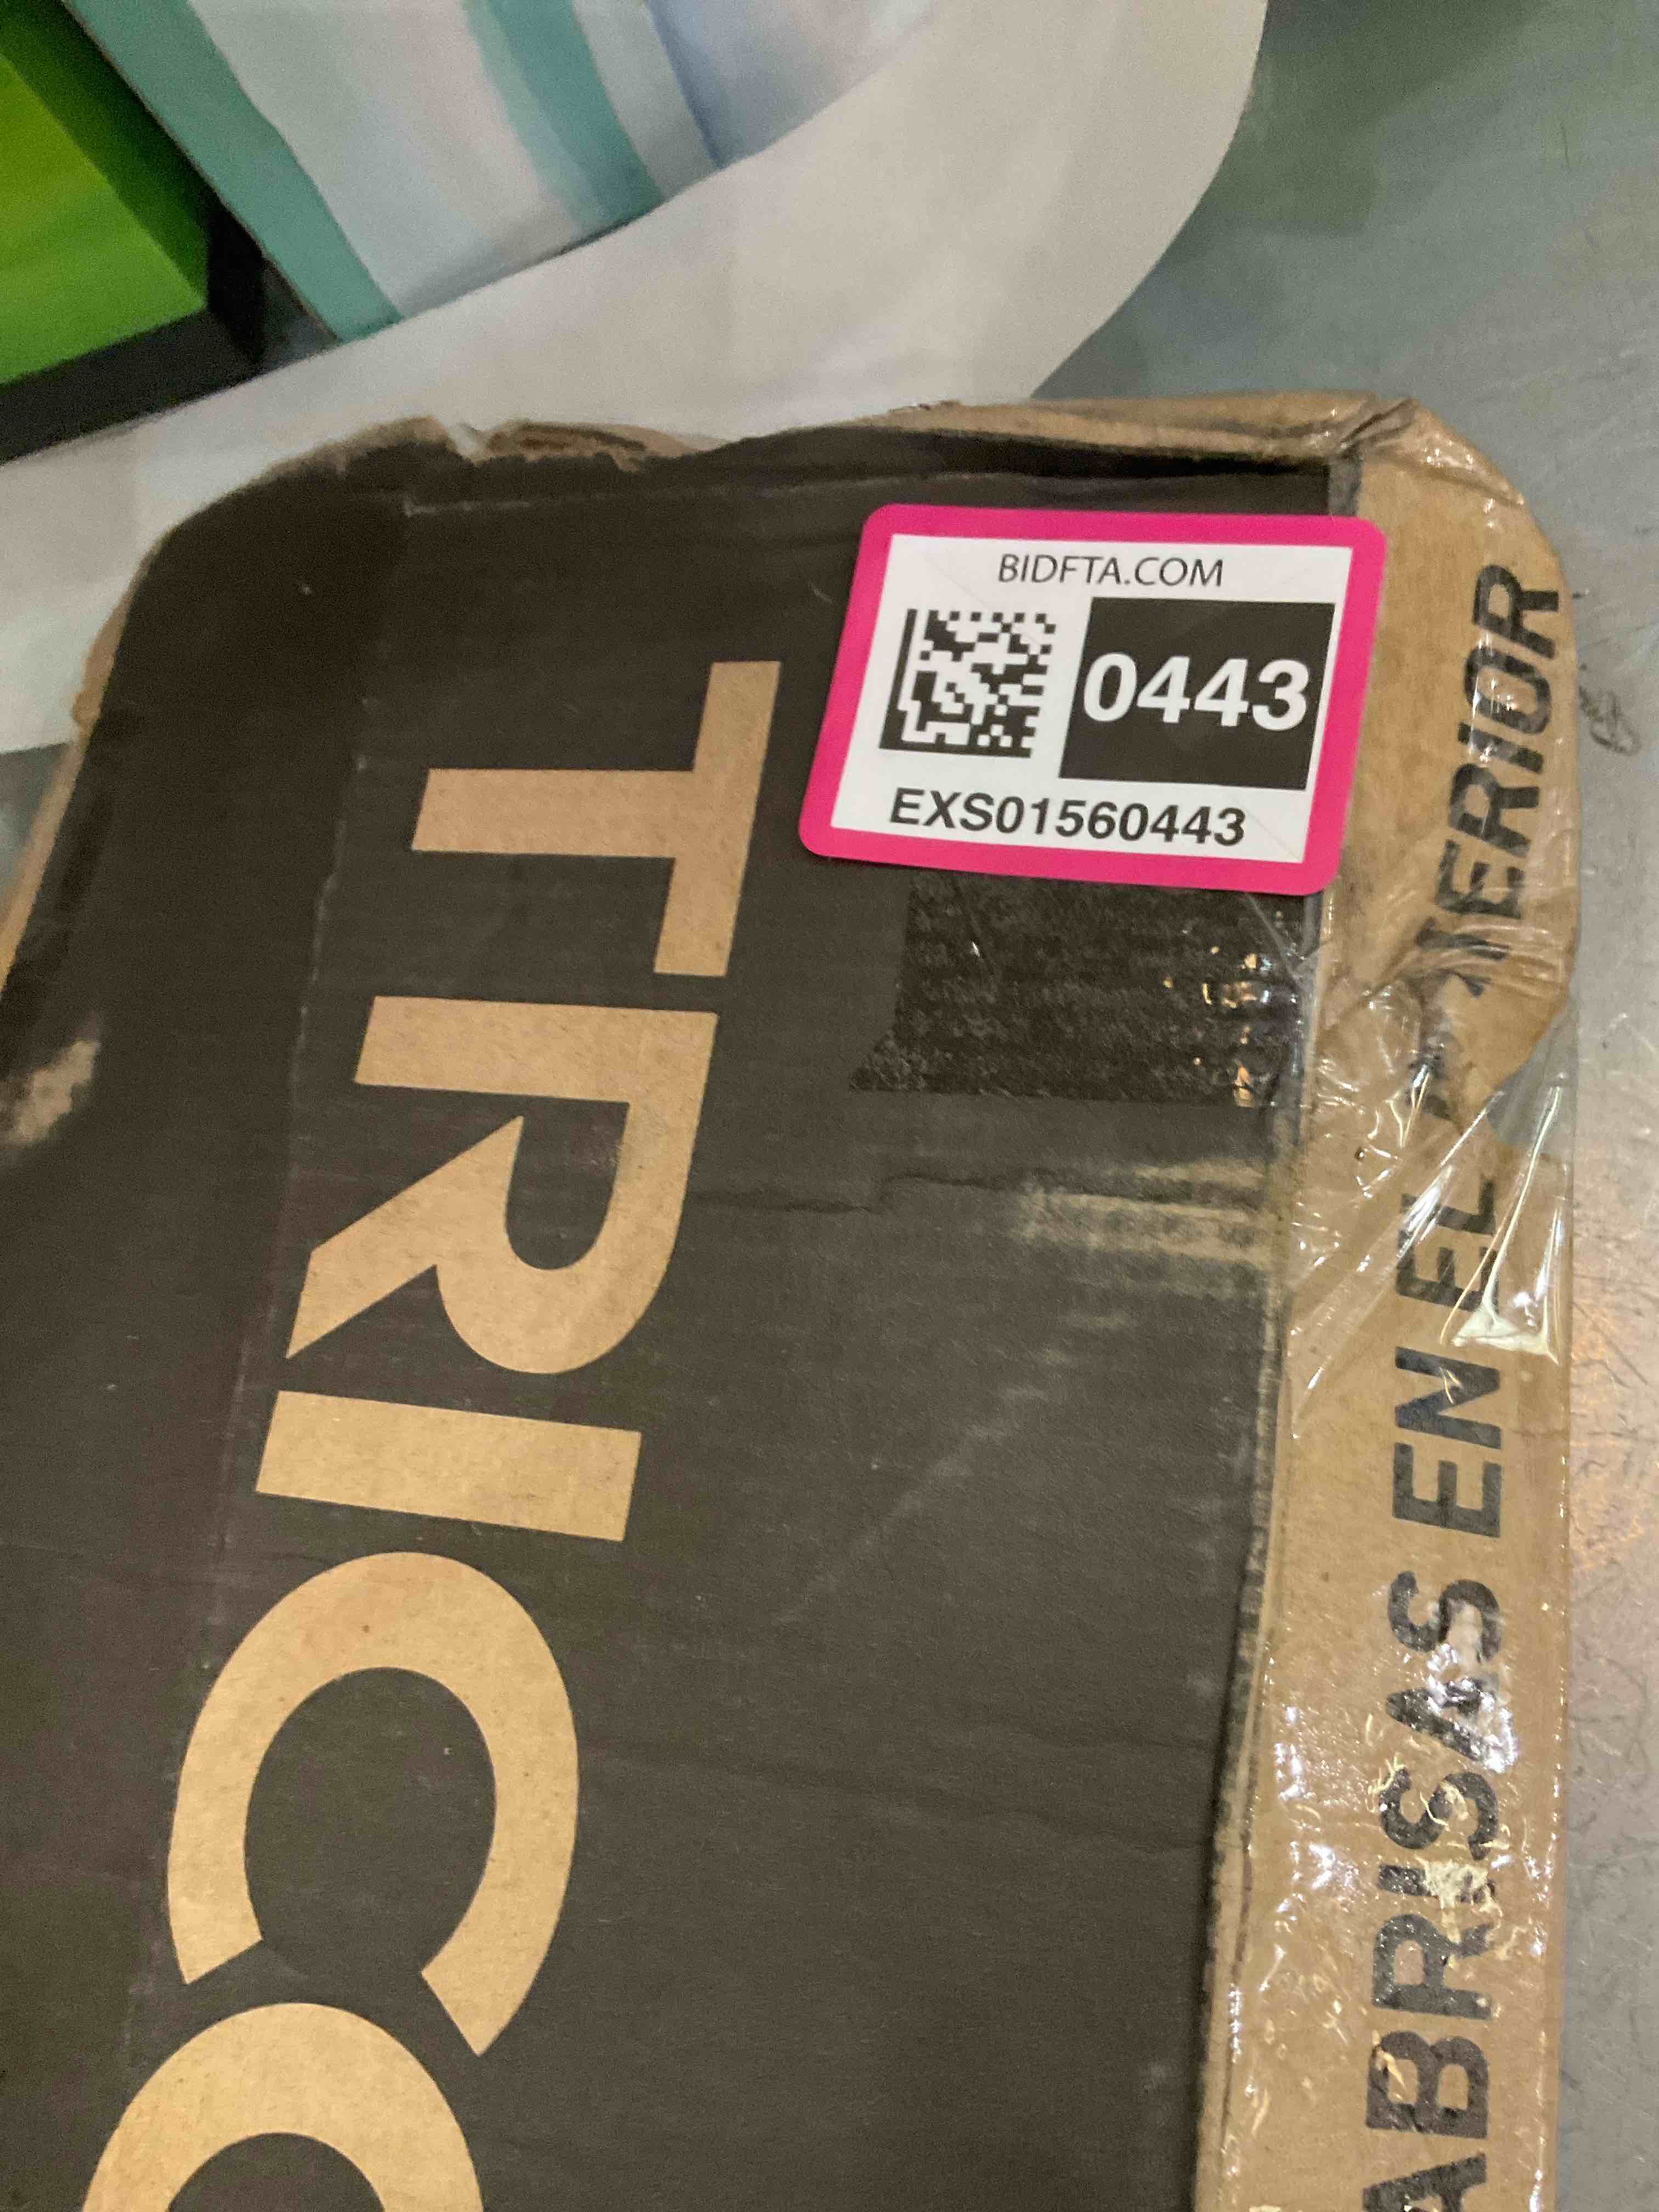 BIDFTA.COM
0443
EXS01560443
TRIC
ABRISAS EN EL